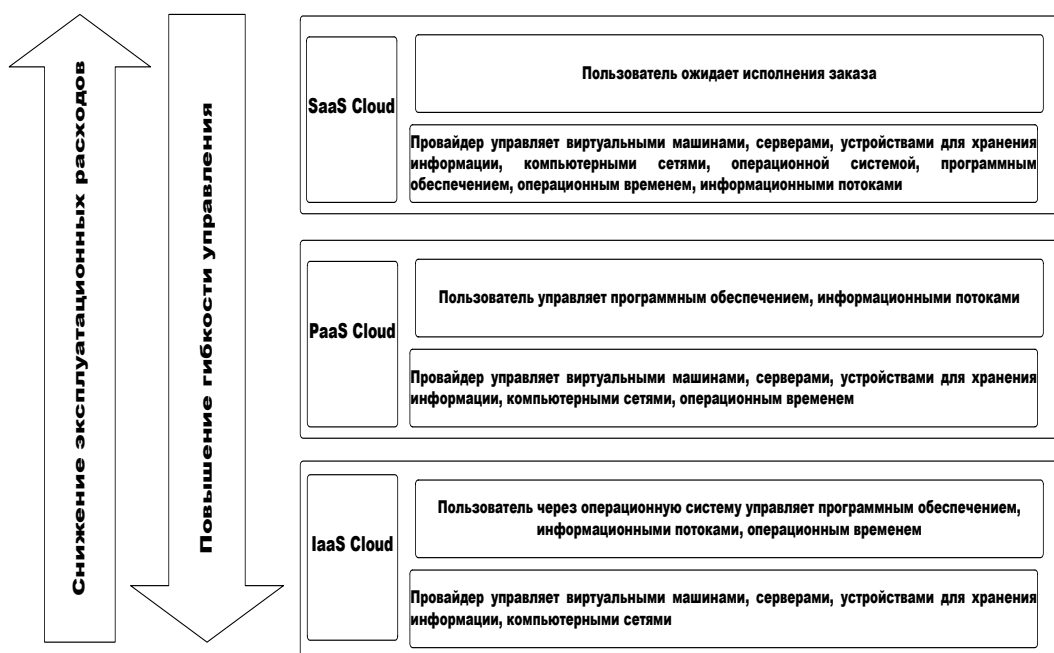 Снижение эксплуатационных расходов
Повышение гибкости управления
SaaS Cloud
Пользователь ожидает исполнения заказа
Провайдер управляет виртуальными машинами, серверами, устройствами для хранения
информации, компьютерными сетями, операционной системой, программным
обеспечением, операционным временем, информационными потоками
PaaS Cloud
Пользователь управляет программным обеспечением, информационными потоками
Провайдер управляет виртуальными машинами, серверами, устройствами для хранения
информации, компьютерными сетями, операционным временем
IaaS Cloud
Пользователь через операционную систему управляет программным обеспечением,
информационными потоками, операционным временем
Провайдер управляет виртуальными машинами, серверами, устройствами для хранения
информации, компьютерными сетями